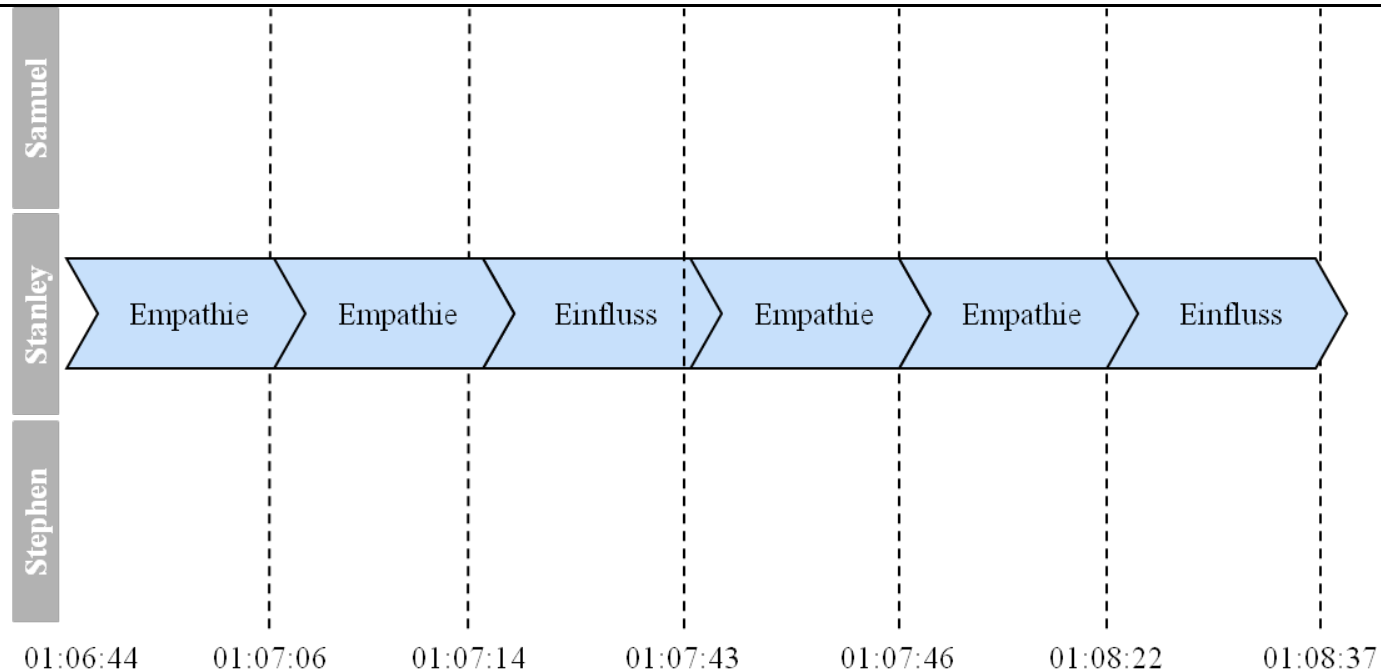 Samuel
Stanley
Empathie Empathie Einfluss Empathie Empathie Einfluss
Stephen
01:06:44 01:07:06 01:07:14 01:07:43 01:07:46 01:08:22 01:08:37